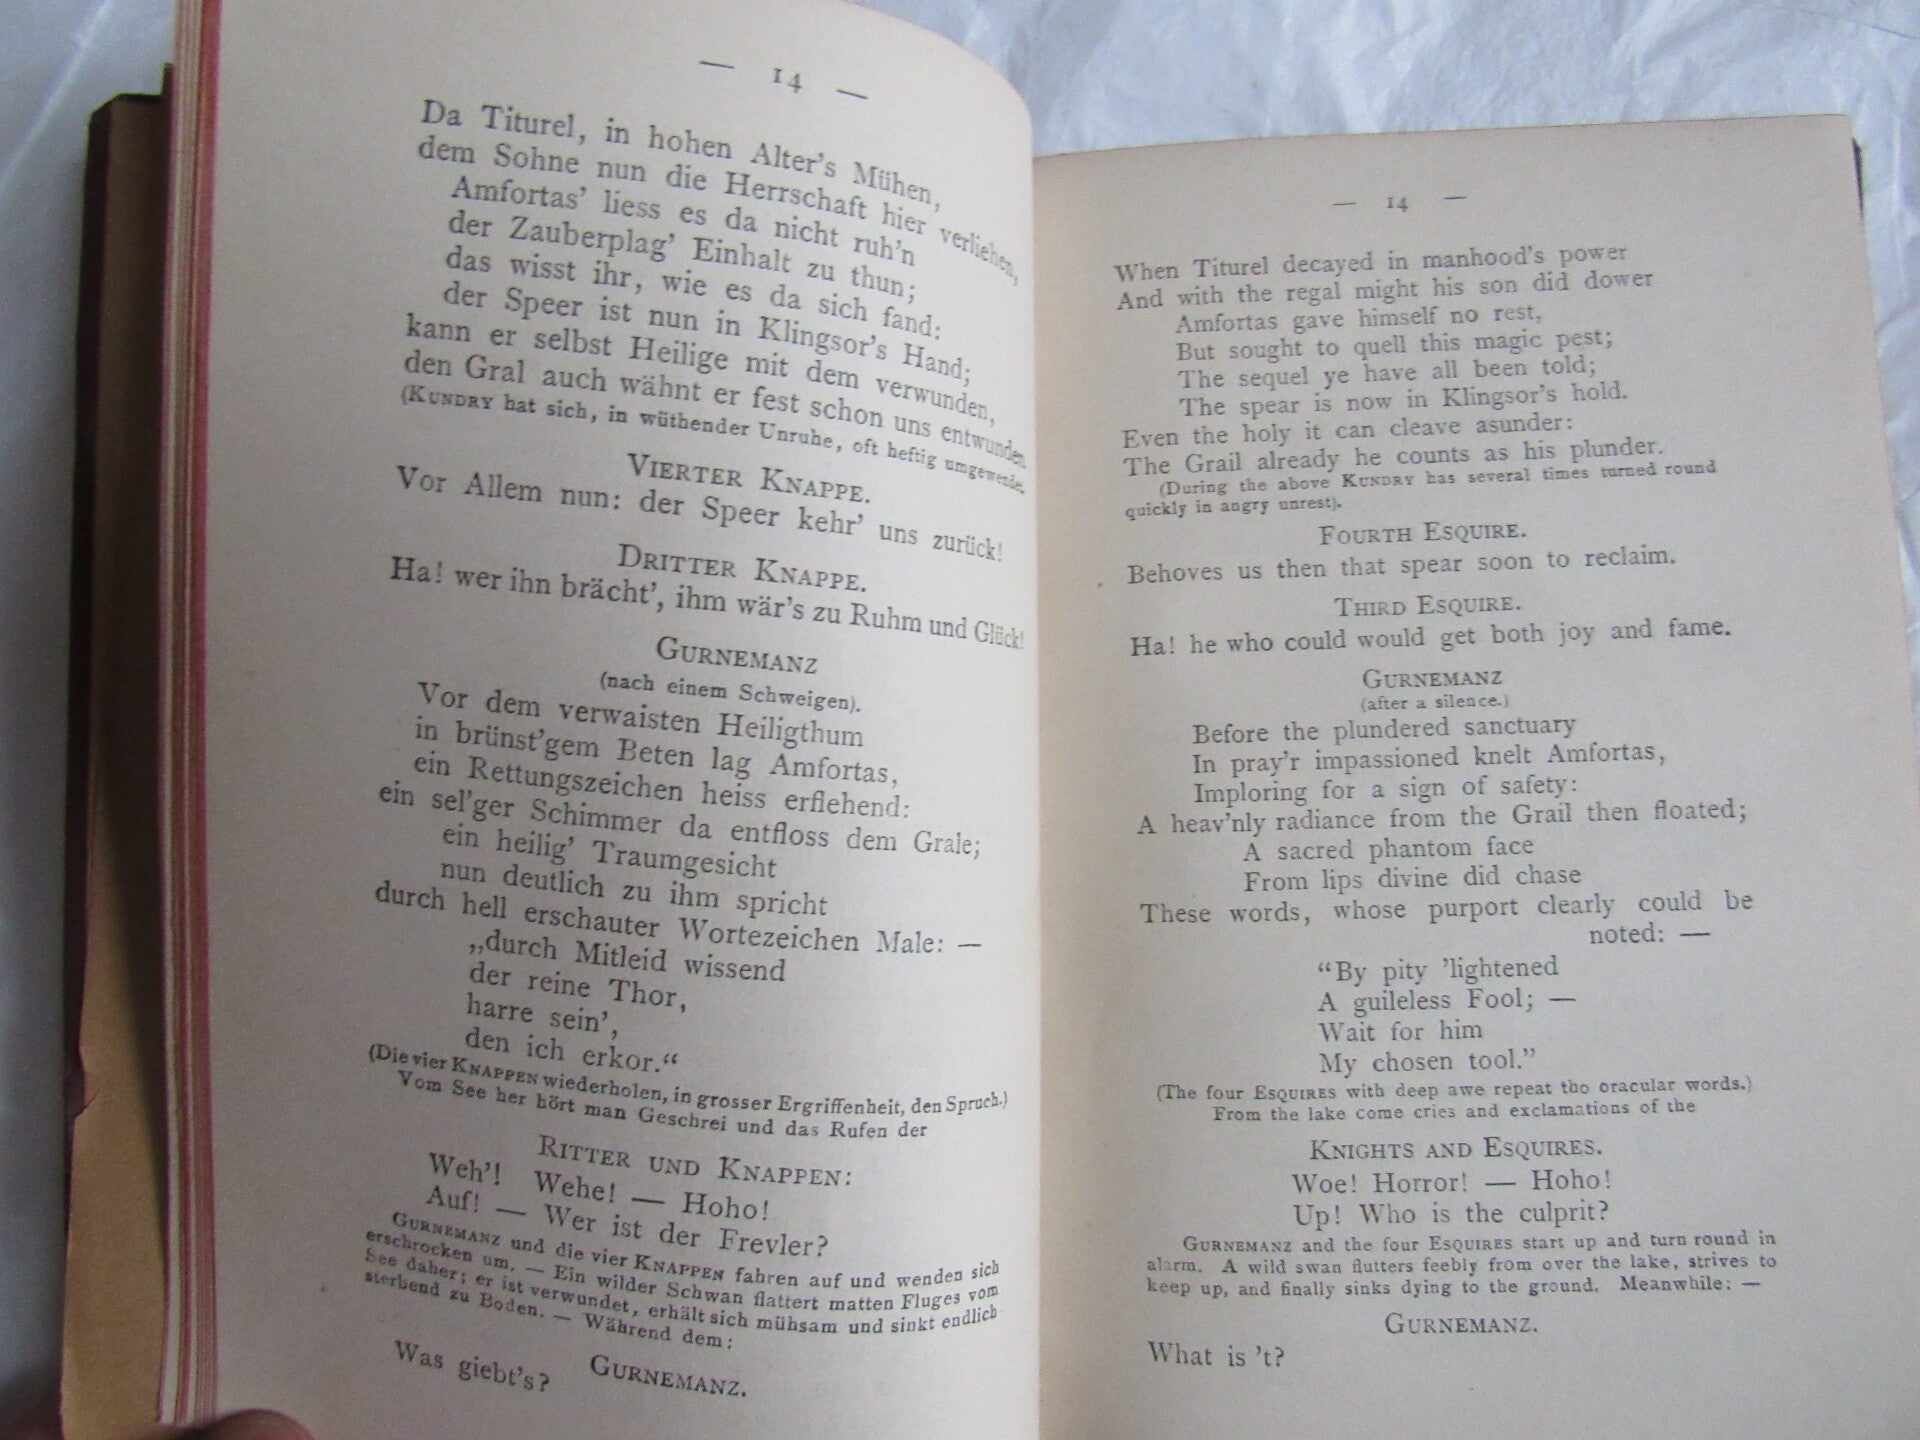 — 14 —
Da Titurel, in hohen Alter's Mühen,
dem Sohne nun die Herrschaft hier verliehen,
Amfortas' liess es da nicht ruh'n
der Zauberplag' Einhalt zu thun;
das wisst ihr, wie es da sich fand:
der Speer ist nun in Klingsor's Hand;
kann er selbst Heilige mit dem verwunden,
den Gral auch wähnt er fest schon uns entwunden
(KUNDRY hat sich, in wüthender Unruhe, oft heftig umgewendet
VIERTER KNAPPE.
Vor Allem nun: der Speer kehr' uns zurück!
DRITTER KNAPPE.
Ha! wer ihn brächt', ihm wär's zu Ruhm und Glück!
GURNEMANZ
(nach einem Schweigen).
Vor dem verwaisten Heiligthum
in brünst'gem Beten lag Amfortas,
ein Rettungszeichen heiss erflehend:
ein sel'ger Schimmer da entfloss dem Grale;
ein heilig' Traumgesicht
nun deutlich zu ihm spricht
durch hell erschauter Wortezeichen Male: —
„durch Mitleid wissend
der reine Thor,
harre sein',
den ich erkor.“
(Die vier KNAPPEN wiederholen, in grosser Ergriffenheit, den Spruch.)
Vom See her hört man Geschrei und das Rufen der
RITTER UND KNAPPEN:
Weh'! Wehe! — Hoho!
Auf! — Wer ist der Frevler?
GURNEMANZ und die vier KNAPPEN fahren auf und wenden sich
erschrocken um. — Ein wilder Schwan flattert matten Fluges vom
See daher; er ist verwundet, erhält sich mühsam und sinkt endlich
sterbend zu Boden. — Während dem:
GURNEMANZ.
Was giebt's?
— 14 —
When Titurel decayed in manhood's power
And with the regal might his son did dower
Amfortas gave himself no rest,
But sought to quell this magic pest;
The sequel ye have all been told;
The spear is now in Klingsor's hold.
Even the holy it can cleave asunder:
The Grail already he counts as his plunder.
(During the above KUNDRY has several times turned round
quickly in angry unrest).
FOURTH ESQUIRE.
Behoves us then that spear soon to reclaim.
THIRD ESQUIRE.
Ha! he who could would get both joy and fame.
GURNEMANZ
(after a silence.)
Before the plundered sanctuary
In pray'r impassioned knelt Amfortas,
Imploring for a sign of safety:
A heav'nly radiance from the Grail then floated;
A sacred phantom face
From lips divine did chase
These words, whose purport clearly could be
noted: —
“By pity 'lightened
A guileless Fool; —
Wait for him
My chosen tool.”
(The four ESQUIRES with deep awe repeat tho oracular words.)
From the lake come cries and exclamations of the
KNIGHTS AND ESQUIRES.
Woe! Horror! — Hoho!
Up! Who is the culprit?
GURNEMANZ and the four ESQUIRES start up and turn round in
alarm. A wild swan flutters feebly from over the lake, strives to
keep up, and finally sinks dying to the ground. Meanwhile: —
GURNEMANZ.
What is 't?